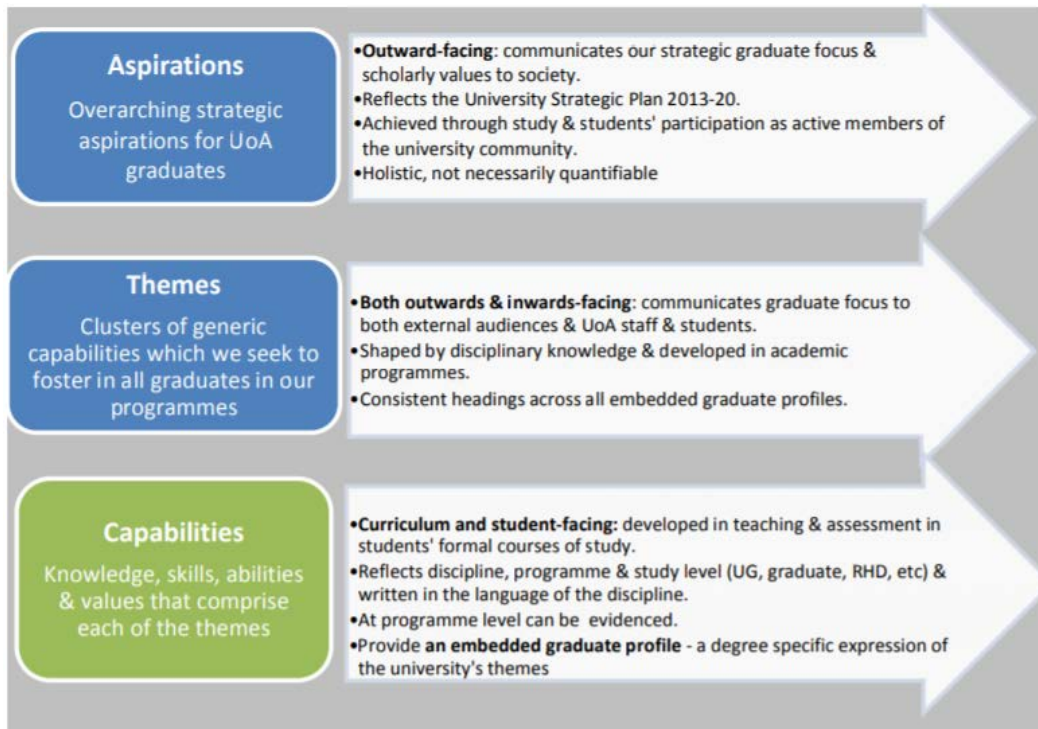 Aspirations
Overarching strategic
aspirations for UoA
graduates
•Outward-facing: communicates our strategic graduate focus &
scholarly values to society.
•Reflects the University Strategic Plan 2013-20.
•Achieved through study & students' participation as active members of
the university community.
•Holistic, not necessarily quantifiable
Themes
Clusters of generic
capabilities which we seek to
foster in all graduates in our
programmes
•Both outwards & inwards-facing: communicates graduate focus to
both external audiences & UoA staff & students.
•Shaped by disciplinary knowledge & developed in academic
programmes.
•Consistent headings across all embedded graduate profiles.
Capabilities
Knowledge, skills, abilities
& values that comprise
each of the themes
•Curriculum and student-facing: developed in teaching & assessment in
students' formal courses of study.
•Reflects discipline, programme & study level (UG, graduate, RHD, etc) &
written in the language of the discipline.
•At programme level can be evidenced.
•Provide an embedded graduate profile - a degree specific expression of
the university's themes